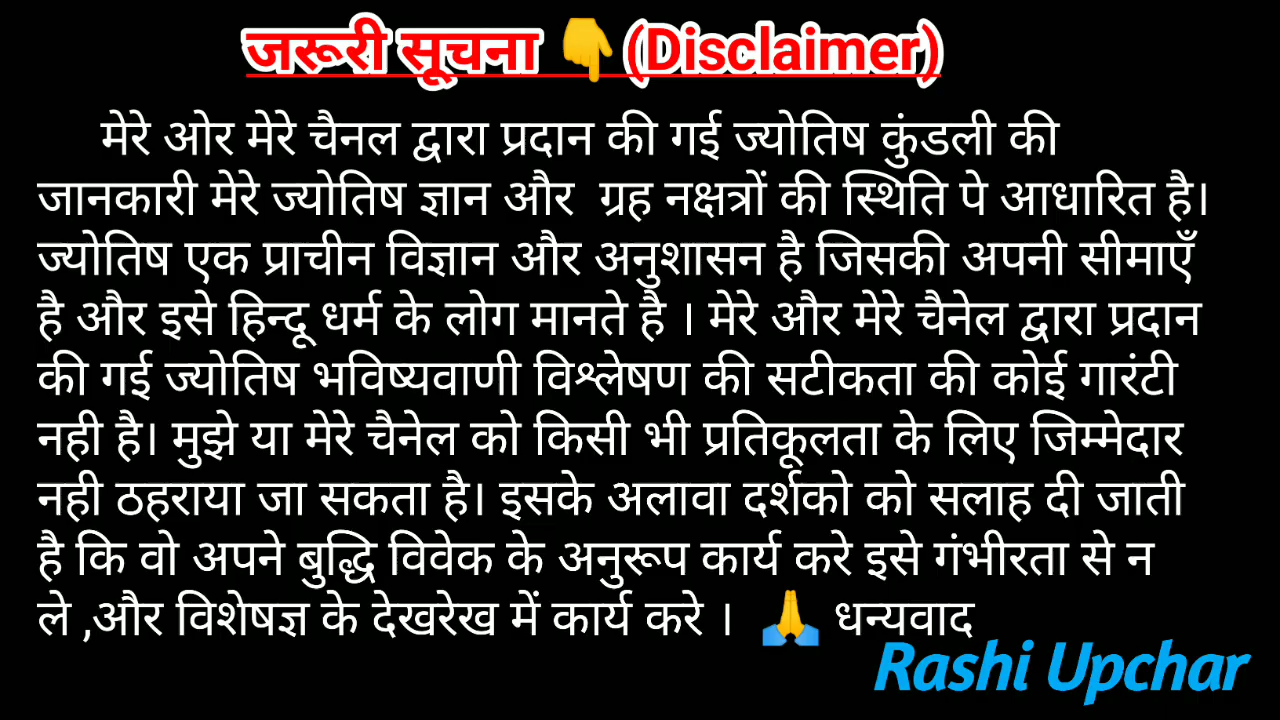 जरूरी सूचना 👇 (Disclaimer)
मेरे ओर मेरे चैनल द्वारा प्रदान की गई ज्योतिष कुंडली की
जानकारी मेरे ज्योतिष ज्ञान और ग्रह नक्षत्रों की स्थिति पे आधारित है।
ज्योतिष एक प्राचीन विज्ञान और अनुशासन है जिसकी अपनी सीमाएँ
है और इसे हिन्दू धर्म के लोग मानते है । मेरे और मेरे चैनेल द्वारा प्रदान
की गई ज्योतिष भविष्यवाणी विश्लेषण की सटीकता की कोई गारंटी
नही है। मुझे या मेरे चैनेल को किसी भी प्रतिकूलता के लिए जिम्मेदार
नही ठहराया जा सकता है। इसके अलावा दर्शको को सलाह दी जाती
है कि वो अपने बुद्धि विवेक के अनुरूप कार्य करे इसे गंभीरता से न
ले ,और विशेषज्ञ के देखरेख में कार्य करे । 🙏 धन्यवाद
Rashi Upchar